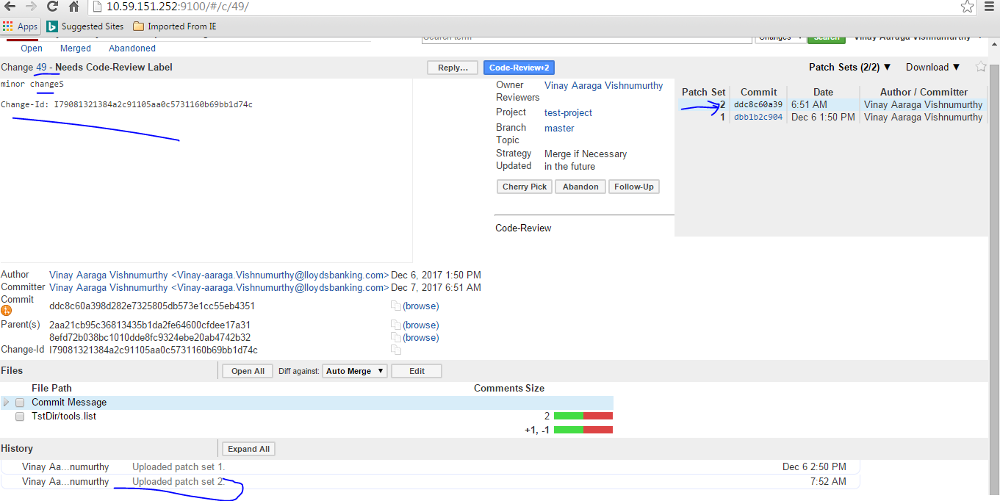 10.59.151.252:9100/#/c/49/
Apps Suggested Sites Imported From IE
Search term Changes Search Vinay Aaraga Vishnumurthy
Open Merged Abandoned
Change 49 - Needs Code-Review Label Reply... Code-Review+2 Patch Sets (2/2) ▼ Download ▼
minor changeS
Change-Id: I79081321384a2c91105aa0c5731160b69bb1d74c
Owner Vinay Aaraga Vishnumurthy
Reviewers
Project test-project
Branch master
Topic
Strategy Merge if Necessary
Updated in the future
Cherry Pick Abandon Follow-Up
Code-Review
Patch Set Commit Date Author / Committer
2 ddc8c60a39 6:51 AM Vinay Aaraga Vishnumurthy
1 dbb1b2c904 Dec 6 1:50 PM Vinay Aaraga Vishnumurthy
Author Vinay Aaraga Vishnumurthy <Vinay-aaraga.Vishnumurthy@lloydsbanking.com> Dec 6, 2017 1:50 PM
Committer Vinay Aaraga Vishnumurthy <Vinay-aaraga.Vishnumurthy@lloydsbanking.com> Dec 7, 2017 6:51 AM
Commit ddc8c60a398d282e7325805db573e1cc55eb4351 (browse)
Parent(s) 2aa21cb95c36813435b1da2fe64600cfdee17a31 (browse)
8efd72b038bc1010dde8fc9324ebe20ab4742b32 (browse)
Change-Id I79081321384a2c91105aa0c5731160b69bb1d74c
Files Open All Diff against: Auto Merge ▼ Edit
File Path Comments Size
Commit Message
TstDir/tools.list 2
+1, -1
History Expand All
Vinay Aa...numurthy Uploaded patch set 1. Dec 6 2:50 PM
Vinay Aa...numurthy Uploaded patch set 2. 7:52 AM